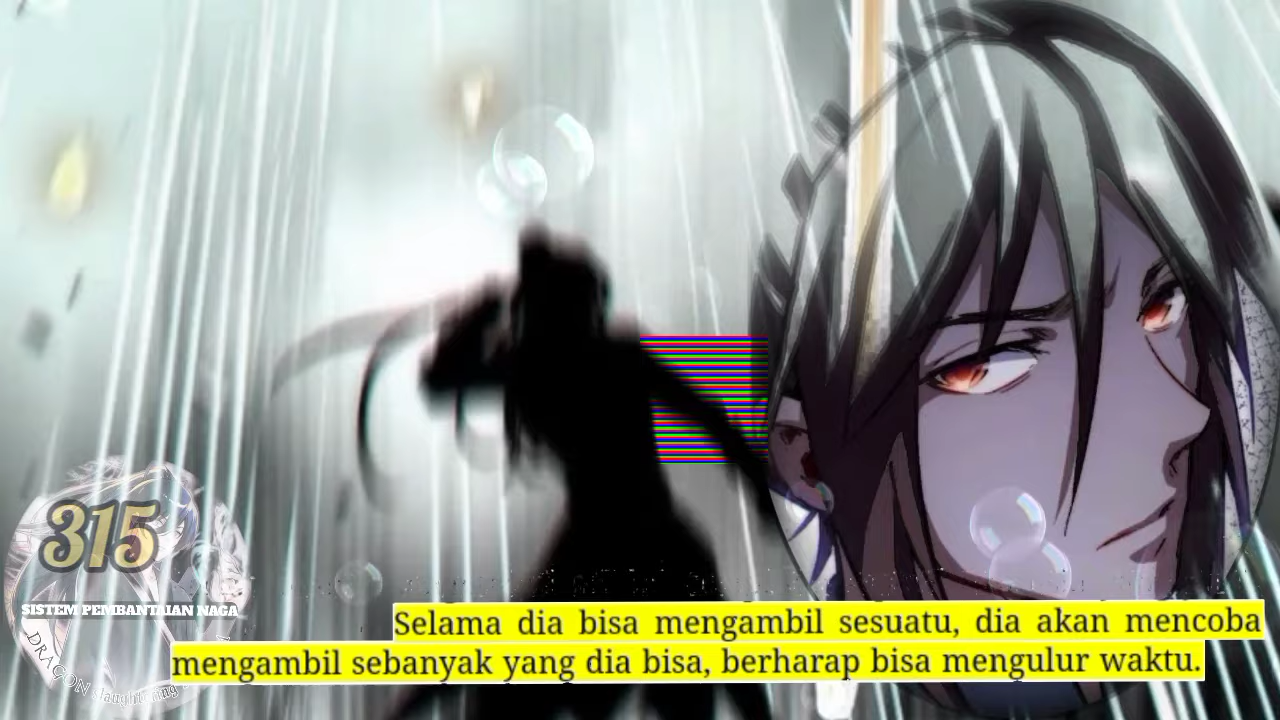 315
SISTEM PEMBANTAIAN NAGA
DRAGON
Selama dia bisa mengambil sesuatu, dia akan mencoba
mengambil sebanyak yang dia bisa, berharap bisa mengulur waktu.